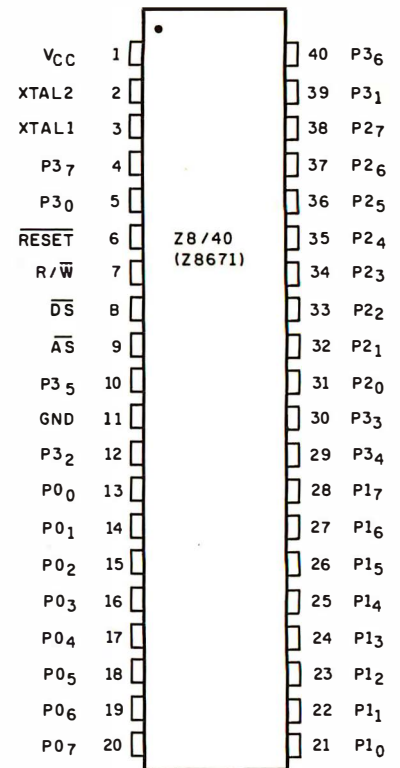 V_CC 1 40 P3₆
XTAL2 2 39 P3₁
XTAL1 3 38 P2₇
P3₇ 4 37 P2₆
P3₀ 5 36 P2₅
R̅E̅S̅E̅T̅ 6 Z8/40 35 P2₄
(Z8671)
R/W̅ 7 34 P2₃
D̅S̅ 8 33 P2₂
A̅S̅ 9 32 P2₁
P3₅ 10 31 P2₀
GND 11 30 P3₃
P3₂ 12 29 P3₄
P0₀ 13 28 P1₇
P0₁ 14 27 P1₆
P0₂ 15 26 P1₅
P0₃ 16 25 P1₄
P0₄ 17 24 P1₃
P0₅ 18 23 P1₂
P0₆ 19 22 P1₁
P0₇ 20 21 P1₀